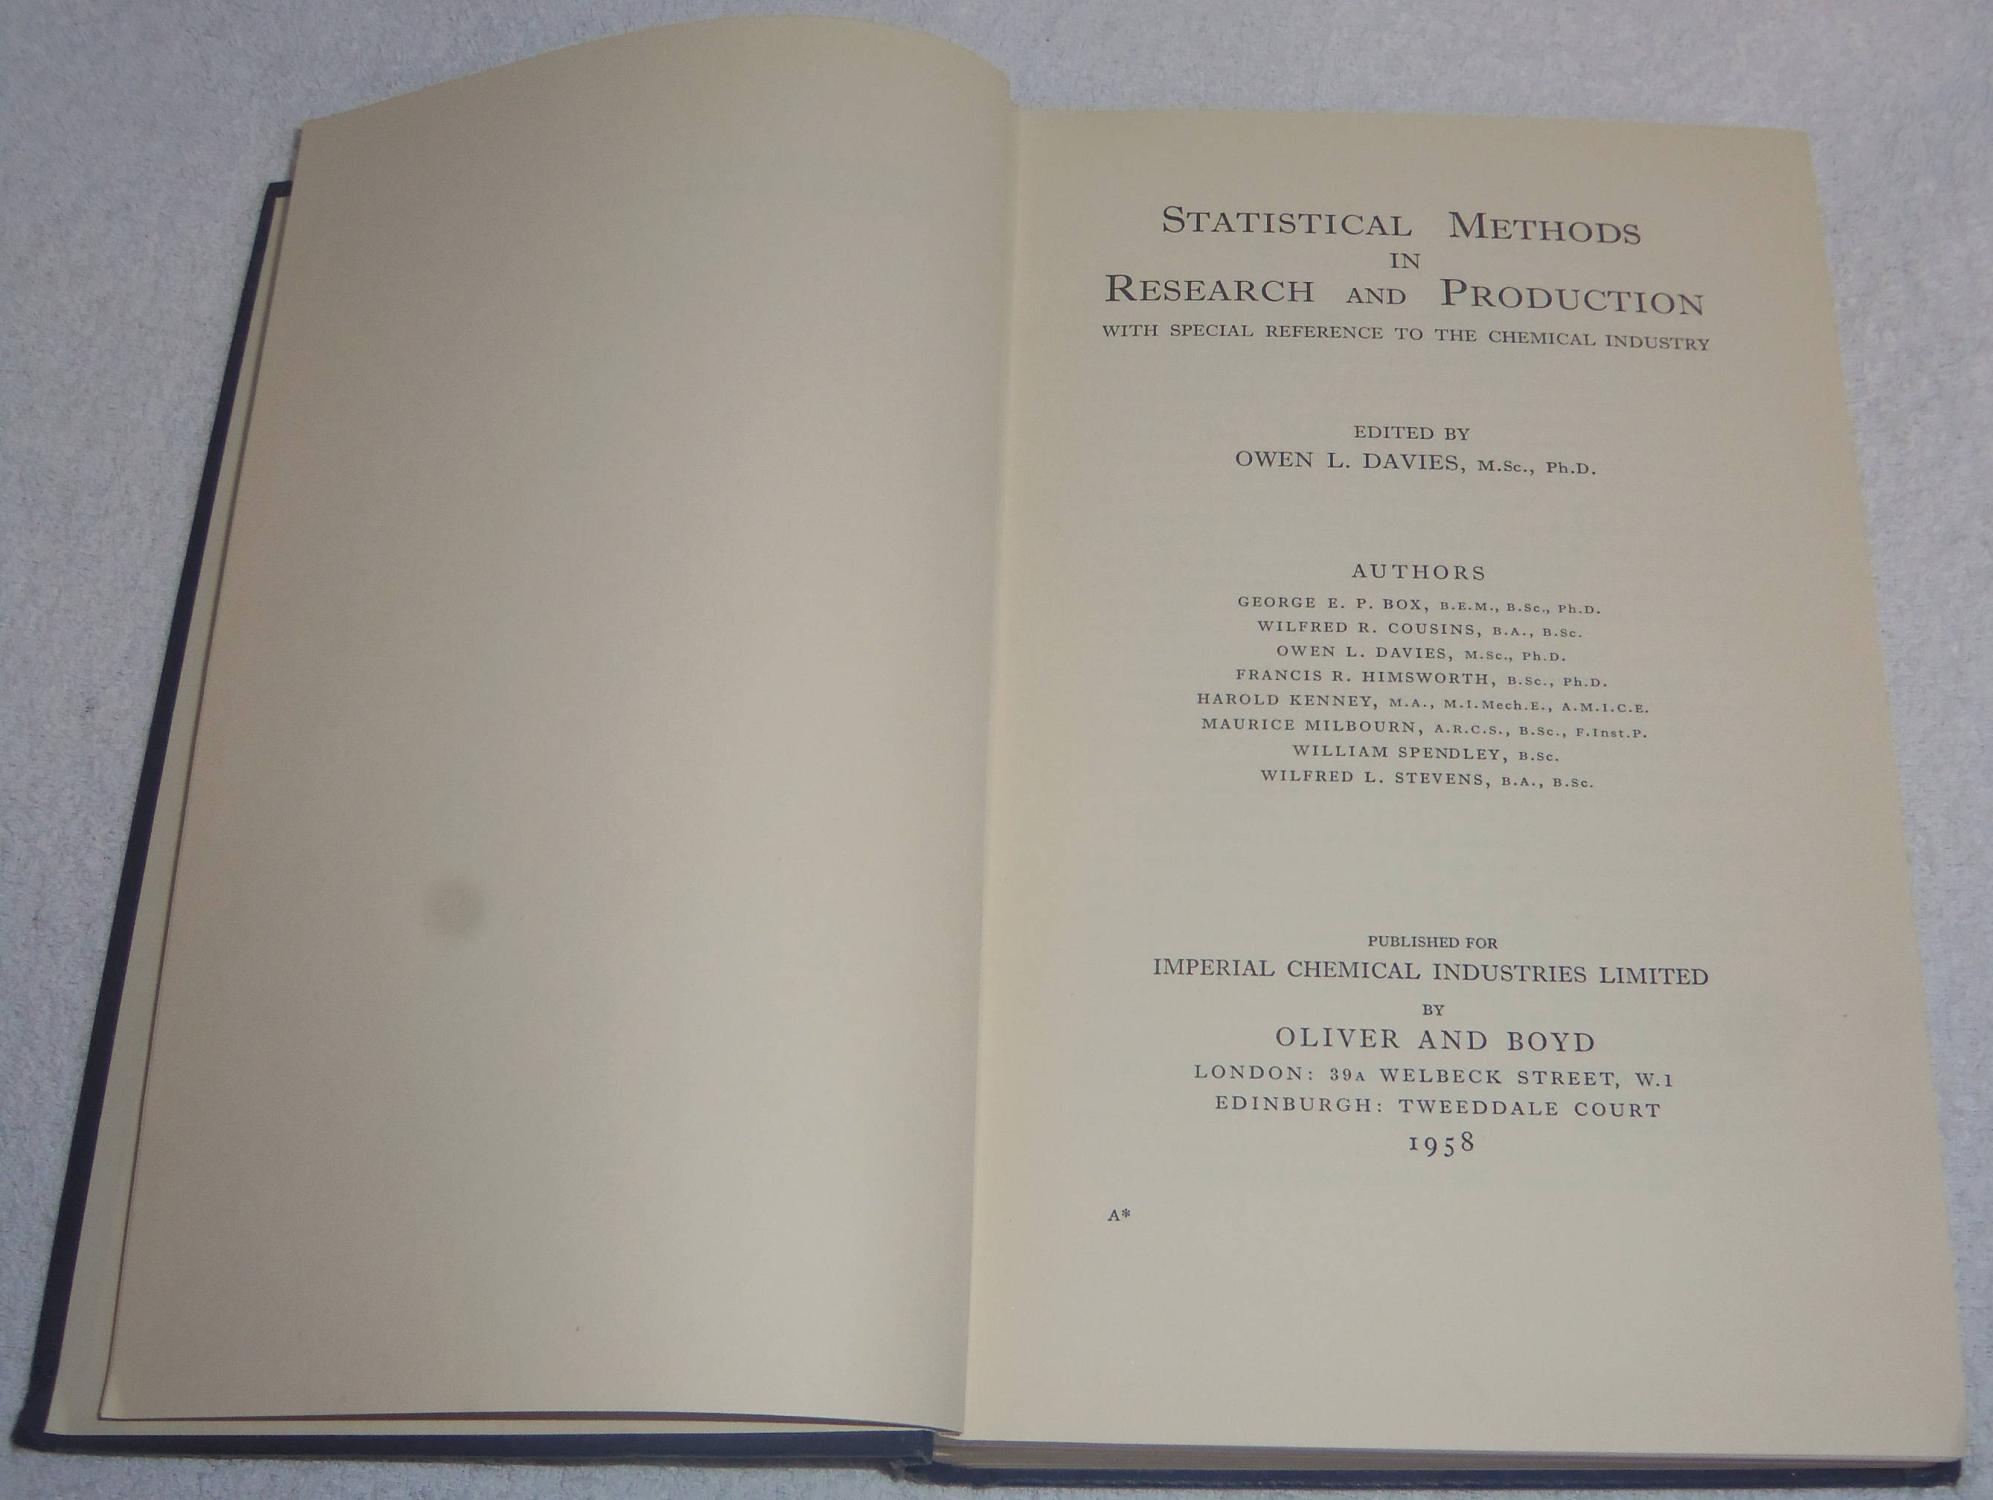 STATISTICAL METHODS
IN
RESEARCH AND PRODUCTION
WITH SPECIAL REFERENCE TO THE CHEMICAL INDUSTRY
EDITED BY
OWEN L. DAVIES, M.Sc., Ph.D.
AUTHORS
GEORGE E. P. BOX, B.E.M., B.Sc., Ph.D.
WILFRED R. COUSINS, B.A., B.Sc.
OWEN L. DAVIES, M.Sc., Ph.D.
FRANCIS R. HIMSWORTH, B.Sc., Ph.D.
HAROLD KENNEY, M.A., M.I.Mech.E., A.M.I.C.E.
MAURICE MILBOURN, A.R.C.S., B.Sc., F.Inst.P.
WILLIAM SPENDLEY, B.Sc.
WILFRED L. STEVENS, B.A., B.Sc.
PUBLISHED FOR
IMPERIAL CHEMICAL INDUSTRIES LIMITED
BY
OLIVER AND BOYD
LONDON: 39A WELBECK STREET, W.1
EDINBURGH: TWEEDDALE COURT
1958
A*